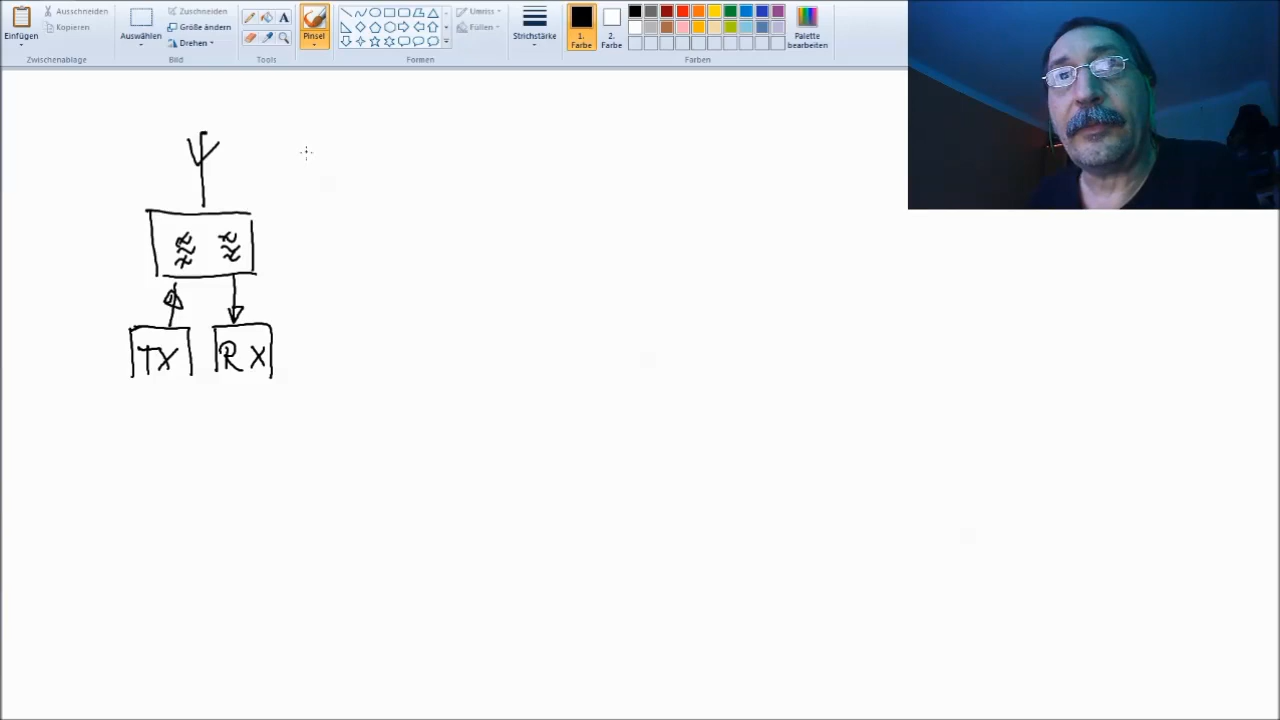 Einfügen
Ausschneiden
Kopieren
Zwischenablage
Auswählen
Zuschneiden
Größe ändern
Drehen
Bild
A
Tools
Pinsel
Umriss
Füllen
Formen
Strichstärke
1.
Farbe
2.
Farbe
Palette
bearbeiten
Farben
TX
RX